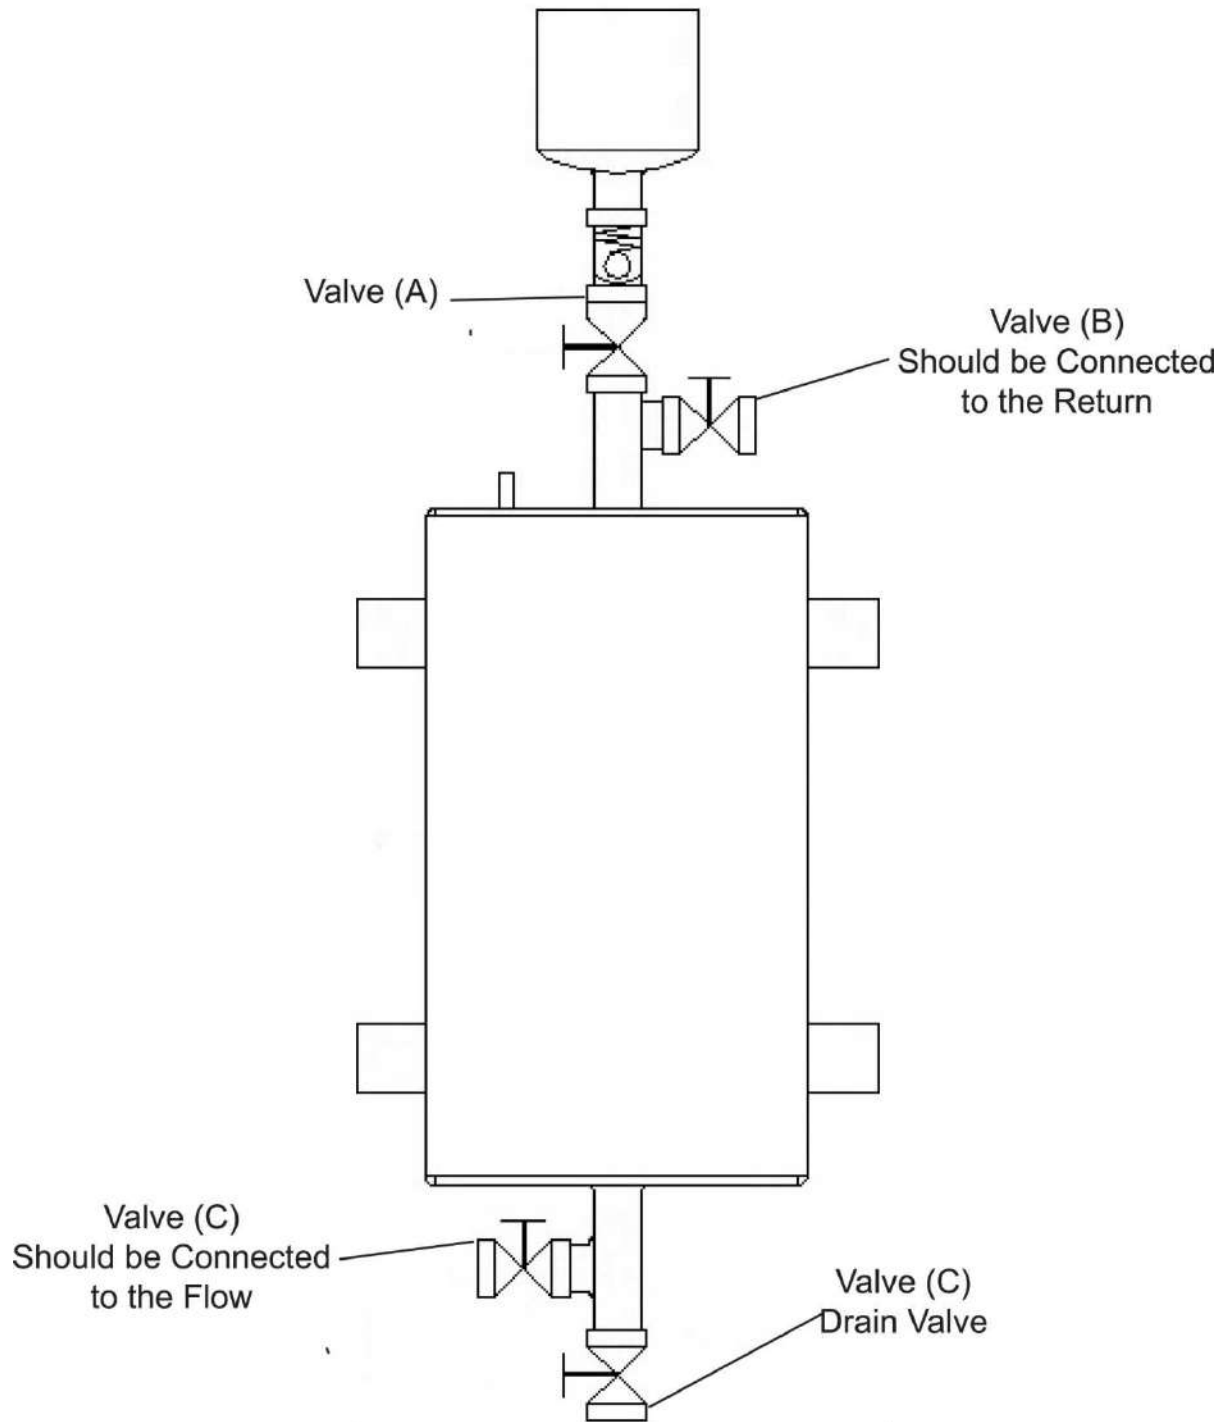 Valve (A)
Valve (B)
Should be Connected
to the Return
Valve (C)
Should be Connected
to the Flow
Valve (C)
Drain Valve